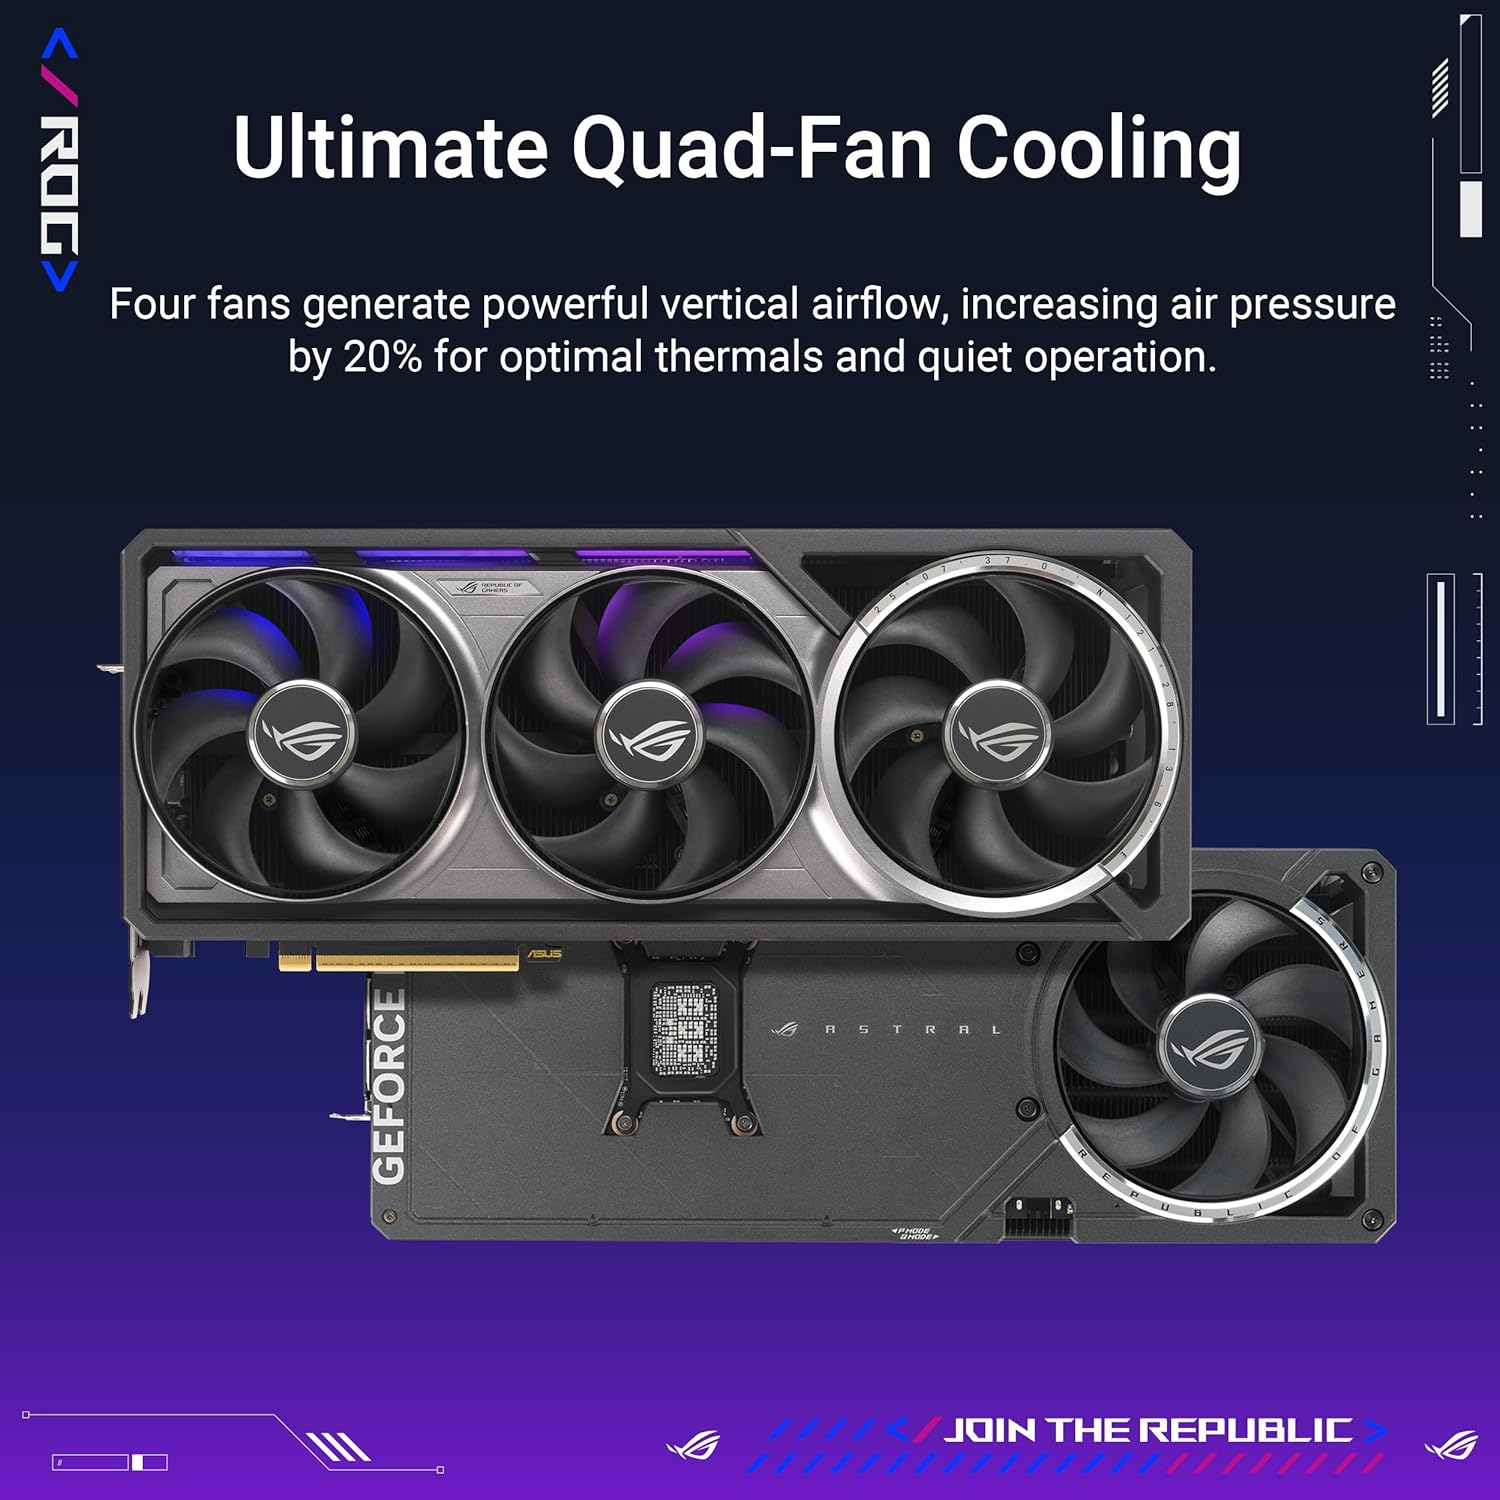 </ROG>
Ultimate Quad-Fan Cooling
Four fans generate powerful vertical airflow, increasing air pressure
by 20% for optimal thermals and quiet operation.
REPUBLIC OF
GAMERS
ASUS
GEFORCE
ASTRAL
REPUBLIC OF GAMERS
◄P MODE
Q MODE►
</JOIN THE REPUBLIC>